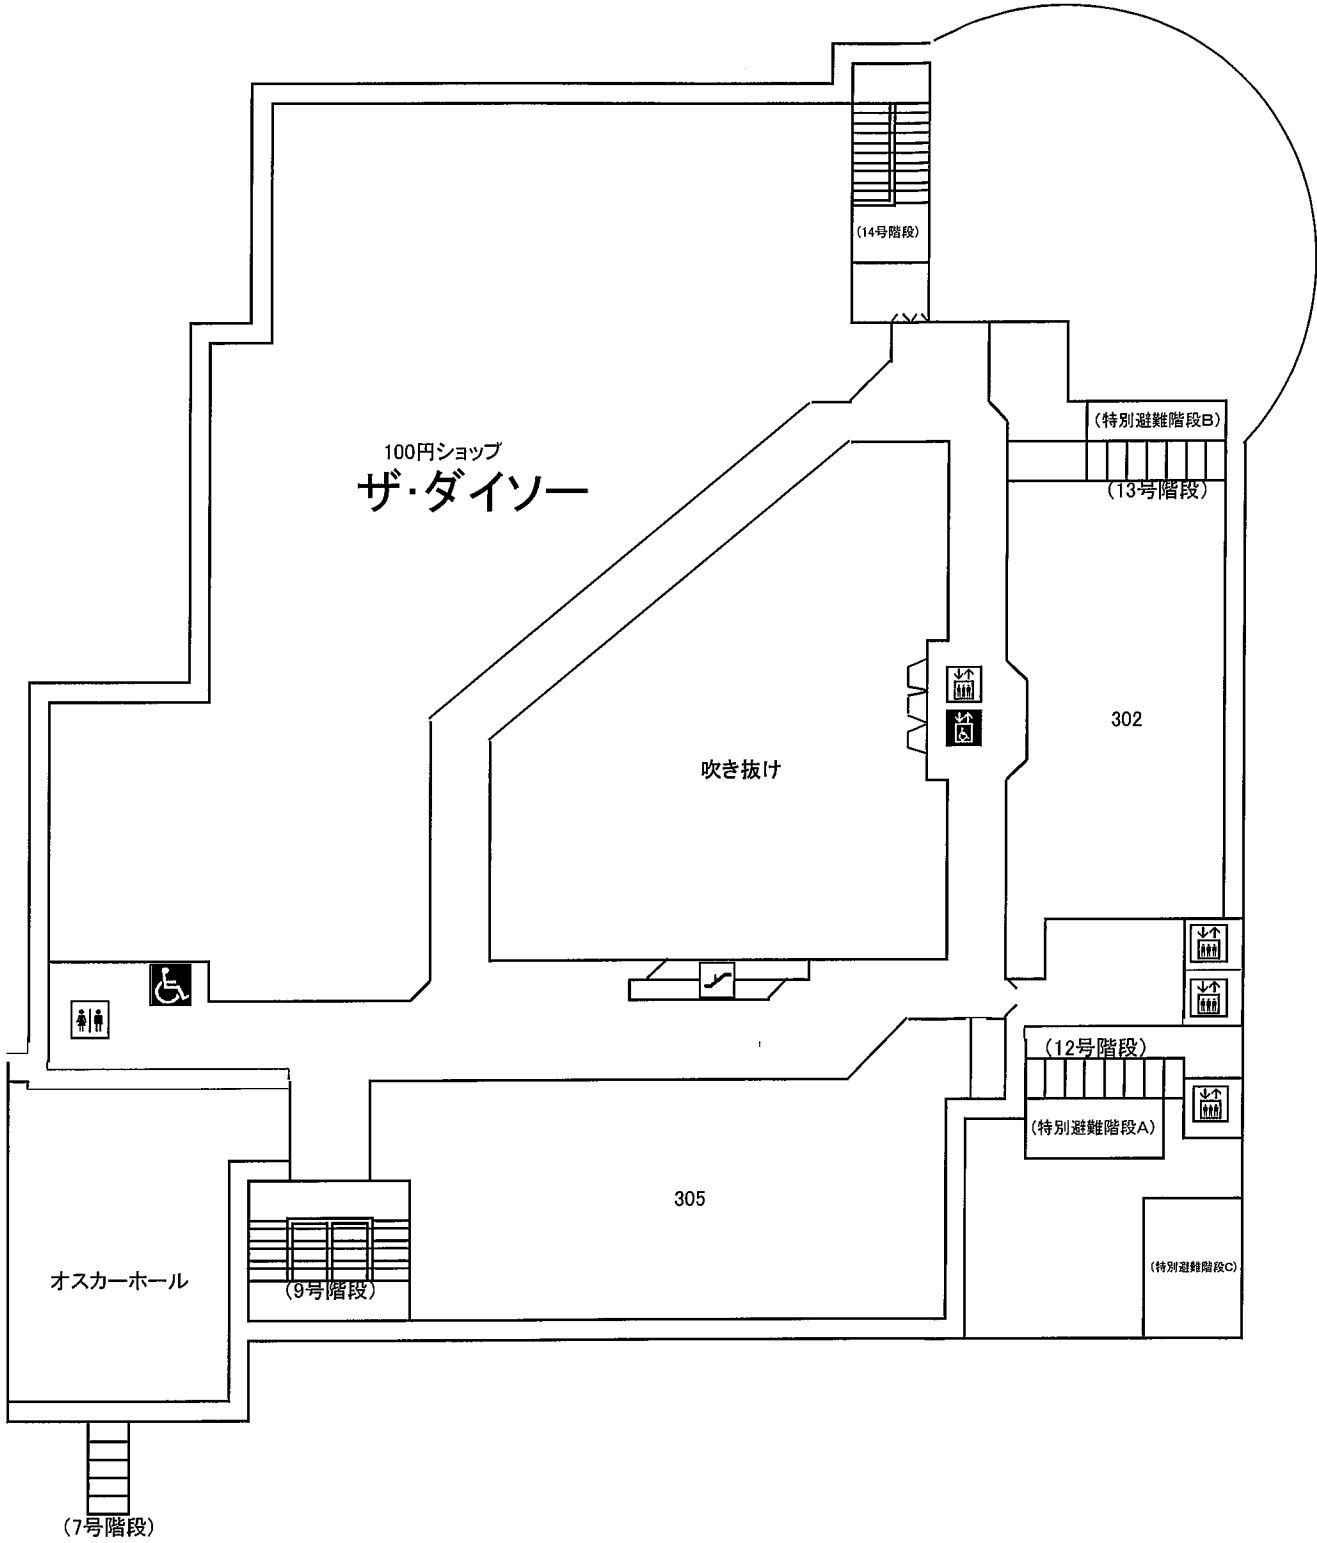 (14号階段)
(特別避難階段B)
(13号階段)
100円ショップ
ザ・ダイソー
302
吹き抜け
(12号階段)
(特別避難階段A)
305
(特別避難階段C)
オスカーホール
(9号階段)
(7号階段)